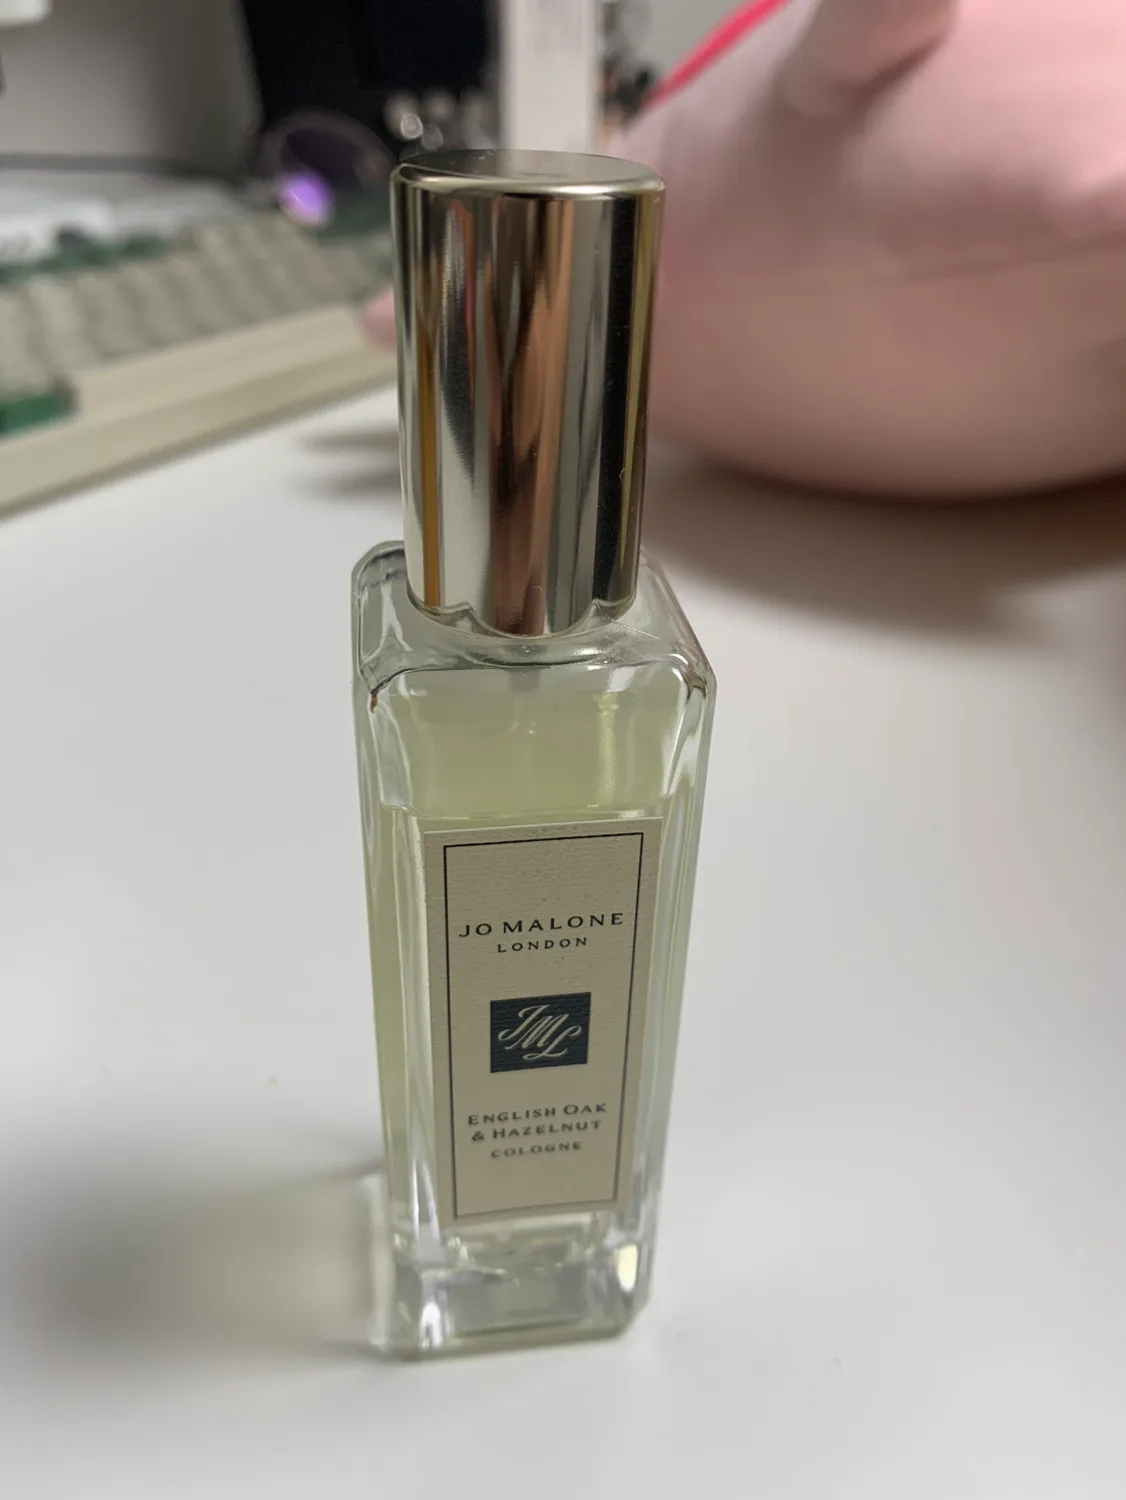 JO MALONE
LONDON
JML
ENGLISH OAK
& HAZELNUT
COLOGNE